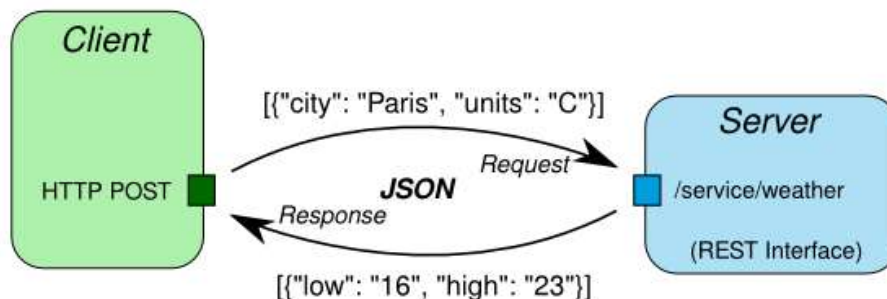 Client
[{"city": "Paris", "units": "C"}]
Server
Request
HTTP POST
JSON
/service/weather
Response
(REST Interface)
[{"low": "16", "high": "23"}]